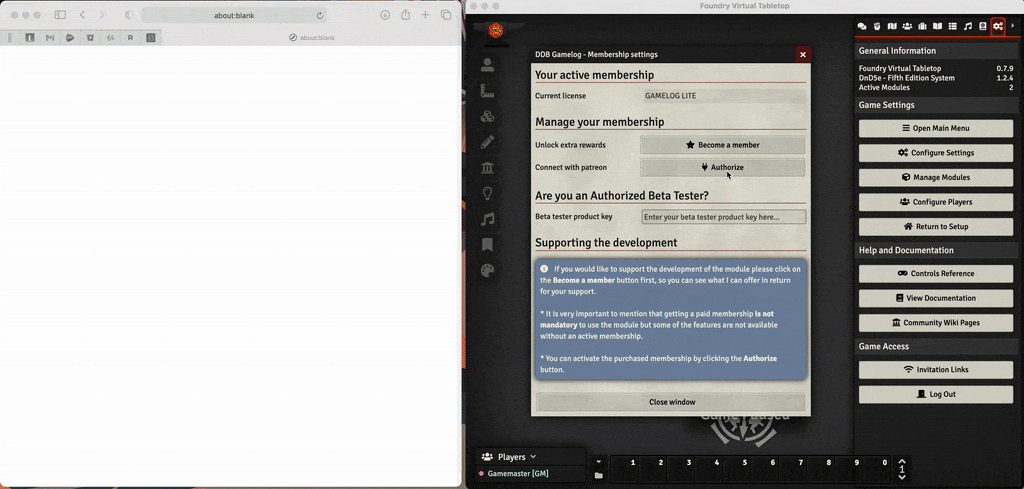 about:blank
R
D
about:blank
Foundry Virtual Tabletop
DDB Gamelog - Membership settings
Your active membership
Current license
GAMELOG LITE
Manage your membership
Unlock extra rewards
Become a member
Connect with patreon
Authorize
Are you an Authorized Beta Tester?
Beta tester product key
Enter your beta tester product key here...
Supporting the development
If you would like to support the development of the module please click on
the Become a member button first, so you can see what I can offer in return
for your support.
* It is very important to mention that getting a paid membership is not
mandatory to use the module but some of the features are not available
without an active membership.
* You can activate the purchased membership by clicking the Authorize
button.
Close window
Game Paused
Players
Gamemaster [GM]
1 2 3 4 5 6 7 8 9 0
1
General Information
Foundry Virtual Tabletop 0.7.9
DnD5e - Fifth Edition System 1.2.4
Active Modules 2
Game Settings
Open Main Menu
Configure Settings
Manage Modules
Configure Players
Return to Setup
Help and Documentation
Controls Reference
View Documentation
Community Wiki Pages
Game Access
Invitation Links
Log Out